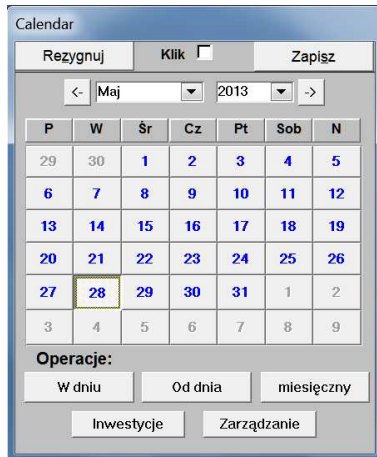 Calendar
Rezygnuj Klik Zapisz
<- Maj 2013 ->
P W Śr Cz Pt Sob N
29 30 1 2 3 4 5
6 7 8 9 10 11 12
13 14 15 16 17 18 19
20 21 22 23 24 25 26
27 28 29 30 31 1 2
3 4 5 6 7 8 9
Operacje:
W dniu Od dnia miesięczny
Inwestycje Zarządzanie